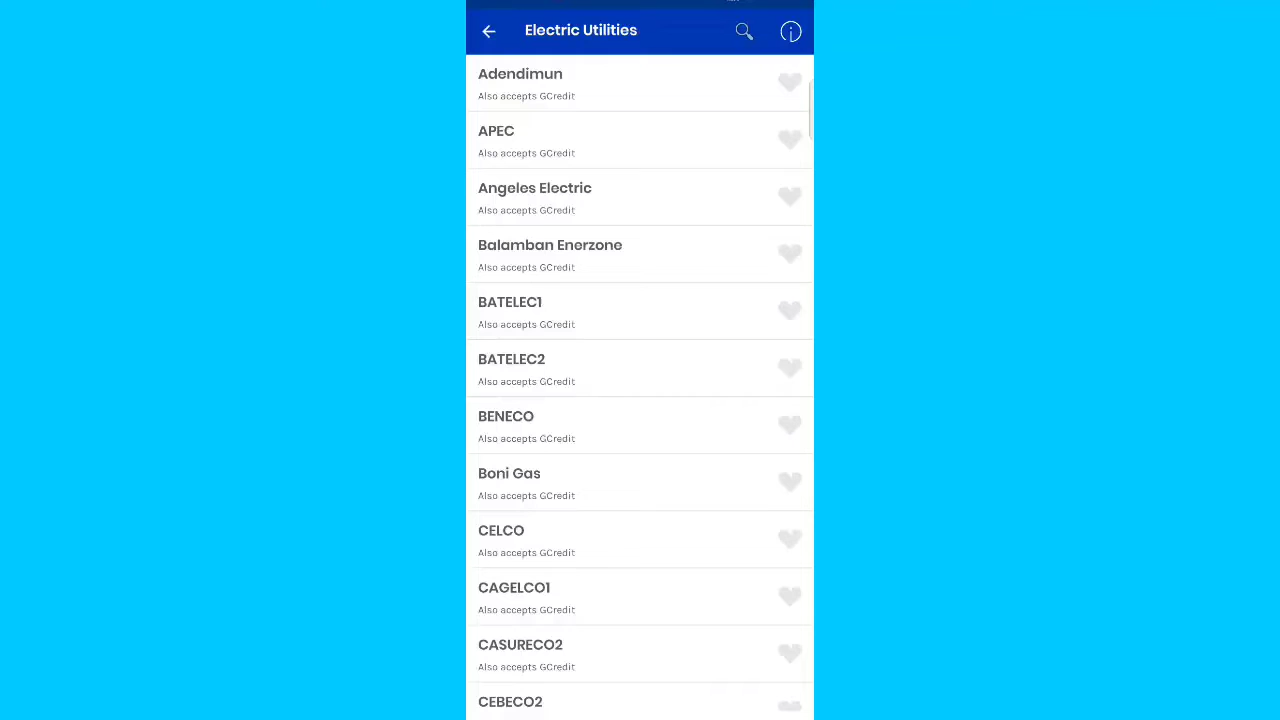 Electric Utilities
Adendimun
Also accepts GCredit
APEC
Also accepts GCredit
Angeles Electric
Also accepts GCredit
Balamban Enerzone
Also accepts GCredit
BATELEC1
Also accepts GCredit
BATELEC2
Also accepts GCredit
BENECO
Also accepts GCredit
Boni Gas
Also accepts GCredit
CELCO
Also accepts GCredit
CAGELCO1
Also accepts GCredit
CASURECO2
Also accepts GCredit
CEBECO2